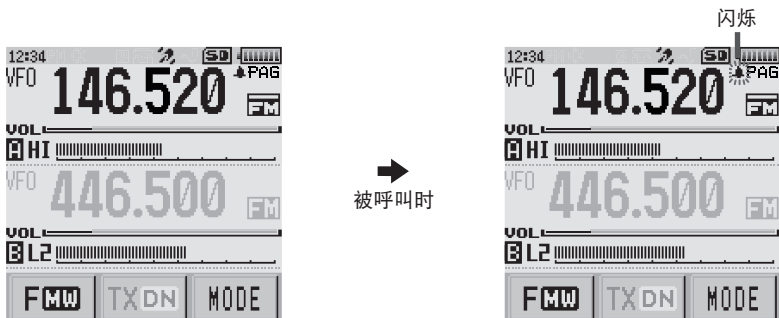 闪烁
12:34 SD
VFO 146.520 PAG
FM
VOL
A HI
VFO 446.500 FM
VOL
B L2
F MW TX DN MODE
被呼叫时
12:34 SD
VFO 146.520 PAG
FM
VOL
A HI
VFO 446.500 FM
VOL
B L2
F MW TX DN MODE